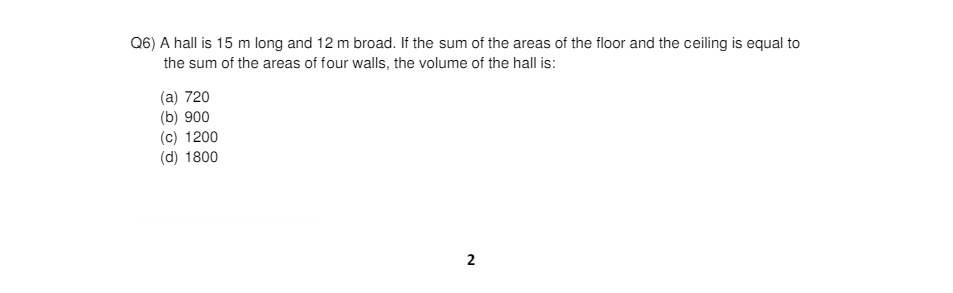 Q6) A hall is 15 m long and 12 m broad. If the sum of the areas of the floor and the ceiling is equal to
the sum of the areas of four walls, the volume of the hall is:
(a) 720
(b) 900
(c) 1200
(d) 1800
2